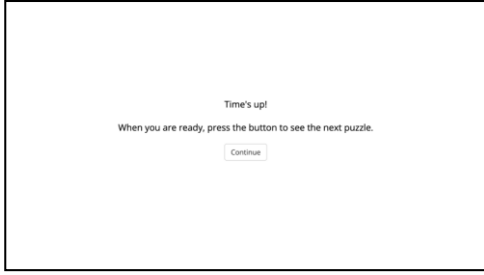 Time's up!
When you are ready, press the button to see the next puzzle.
Continue